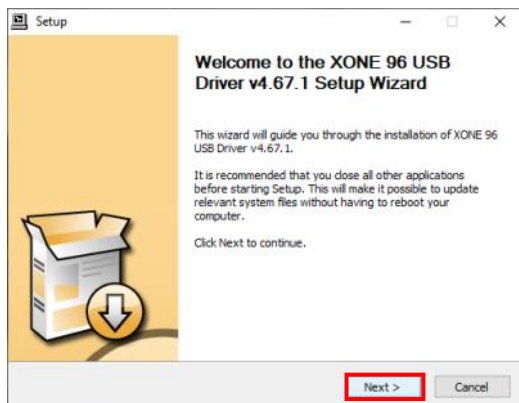 Setup
Welcome to the XONE 96 USB
Driver v4.67.1 Setup Wizard
This wizard will guide you through the installation of XONE 96
USB Driver v4.67.1.
It is recommended that you close all other applications
before starting Setup. This will make it possible to update
relevant system files without having to reboot your
computer.
Click Next to continue.
Next >
Cancel